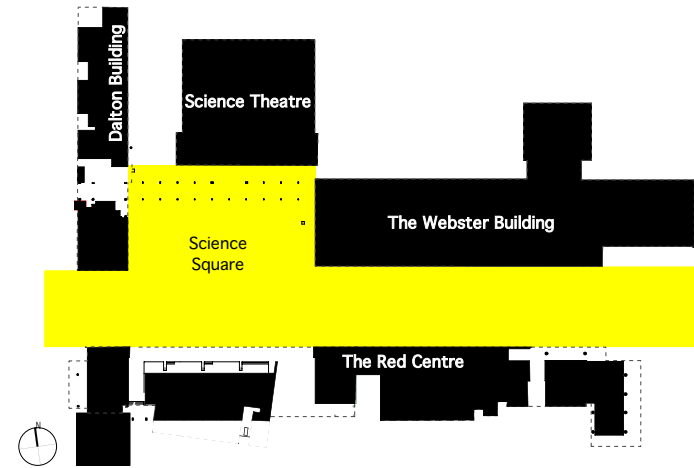 Dalton Building
Science Theatre
The Webster Building
Science
Square
The Red Centre
N